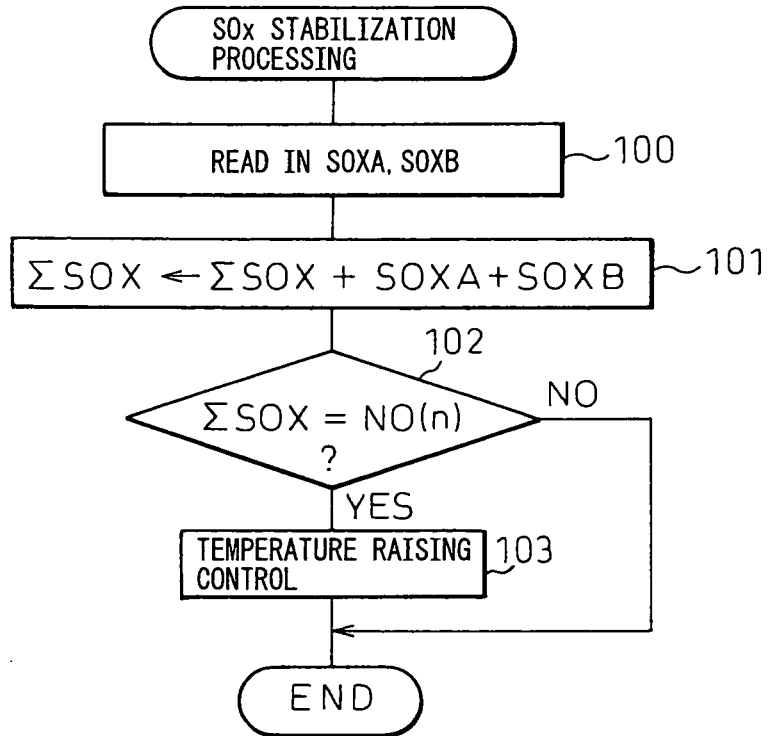 SOx STABILIZATION
PROCESSING
READ IN SOXA, SOXB
100
ΣSOX ← ΣSOX + SOXA + SOXB
101
102
ΣSOX = NO(n)
?
NO
YES
TEMPERATURE RAISING
CONTROL
103
END